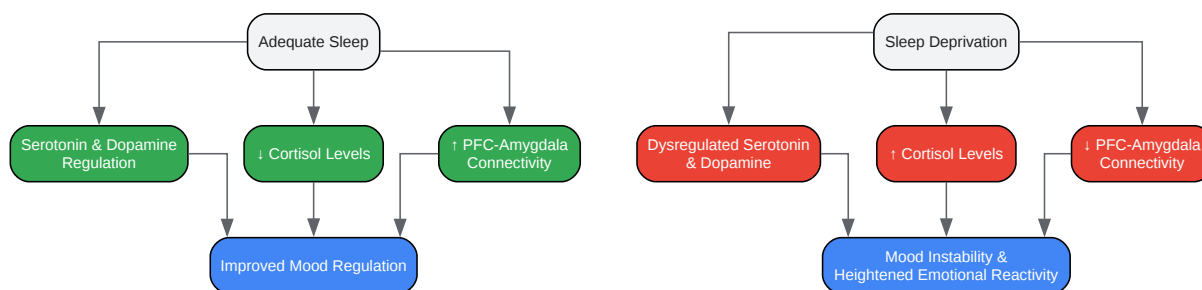 Adequate Sleep
Serotonin & Dopamine
Regulation
↓ Cortisol Levels
↑ PFC-Amygdala
Connectivity
Improved Mood Regulation
Sleep Deprivation
Dysregulated Serotonin
& Dopamine
↑ Cortisol Levels
↓ PFC-Amygdala
Connectivity
Mood Instability &
Heightened Emotional Reactivity